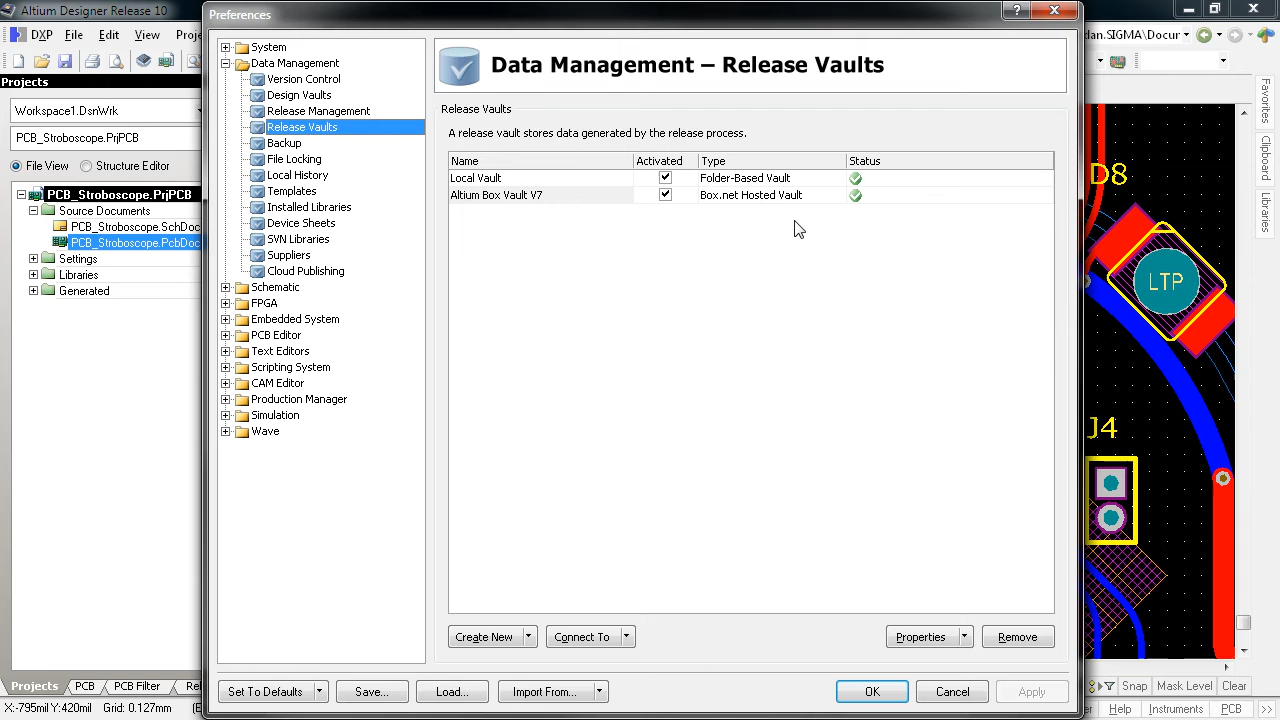 Altium Designer Release 10
DXP File Edit View
Projects
Workspace1.DsnWrk
PCB_Stroboscope.PrjPCB
File View Structure Editor
PCB_Stroboscope.PrjPCB
Source Documents
PCB_Stroboscope.SchDoc
PCB_Stroboscope.PcbDoc
Settings
Libraries
Generated
Projects PCB PCB Filter
X:-795mil Y:420mil Grid: 0.127mm
Preferences
System
Data Management
Version Control
Design Vaults
Release Management
Release Vaults
Backup
File Locking
Local History
Templates
Installed Libraries
Device Sheets
SVN Libraries
Suppliers
Cloud Publishing
Schematic
FPGA
Embedded System
PCB Editor
Text Editors
Scripting System
CAM Editor
Production Manager
Simulation
Wave
Data Management – Release Vaults
Release Vaults
A release vault stores data generated by the release process.
Name Activated Type Status
Local Vault Folder-Based Vault
Altium Box Vault V7 Box.net Hosted Vault
Create New Connect To Properties Remove
Set To Defaults Save... Load... Import From... OK Cancel Apply
dan.SIGMA\Docur
Favorites
Clipboard
Libraries
D8
LTP
J4
Snap Mask Level Clear
Help Instruments PCB >>